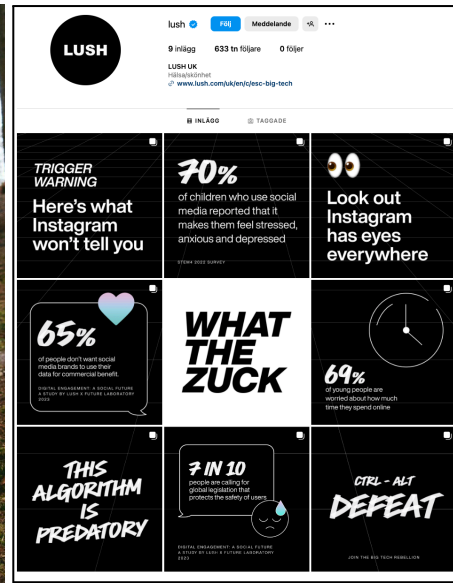 LUSH
lush
Följ
Meddelande
9 inlägg
633 tn följare
0 följer
LUSH UK
Hälsa/skönhet
www.lush.com/uk/en/c/esc-big-tech
INLÄGG
TAGGADE
TRIGGER
WARNING
Here's what
Instagram
won't tell you
70%
of children who use social
media reported that it
makes them feel stressed,
anxious and depressed
STEM4 2022 SURVEY
Look out
Instagram
has eyes
everywhere
65%
of people don't want social
media brands to use their
data for commercial benefit.
DIGITAL ENGAGEMENT: A SOCIAL FUTURE
A STUDY BY LUSH X FUTURE LABORATORY
2023
WHAT
THE
ZUCK
69%
of young people are
worried about how much
time they spend online
THIS
ALGORITHM
IS
PREDATORY
7 IN 10
people are calling for
global legislation that
protects the safety of users
DIGITAL ENGAGEMENT: A SOCIAL FUTURE
A STUDY BY LUSH X FUTURE LABORATORY
2023
CTRL - ALT
DEFEAT
JOIN THE BIG TECH REBELLION